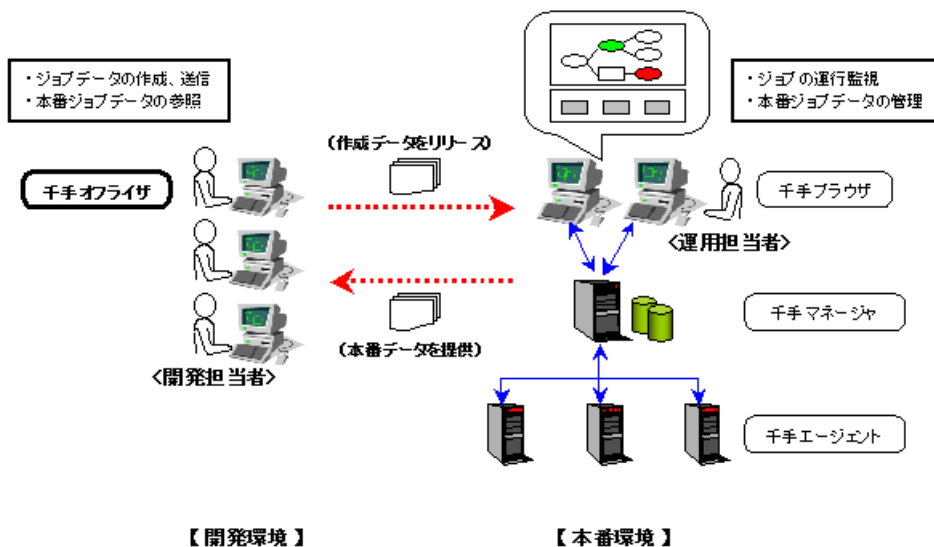 ・ジョブデータの作成、送信
・本番ジョブデータの参照
・ジョブの運行監視
・本番ジョブデータの管理
(作成データをリリース)
千手オフライザ
千手ブラウザ
<運用担当者>
千手マネージャ
(本番データを提供)
<開発担当者>
千手エージェント
【開発環境】
【本番環境】